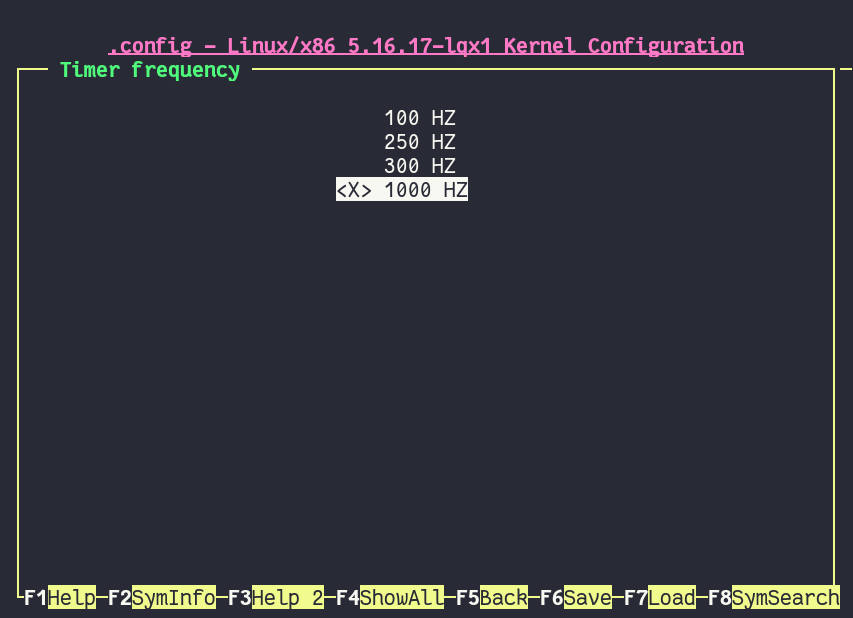 .config - Linux/x86 5.16.17-lqx1 Kernel Configuration
Timer frequency
100 HZ
250 HZ
300 HZ
<X> 1000 HZ
F1Help F2SymInfo F3Help 2 F4ShowAll F5Back F6Save F7Load F8SymSearch